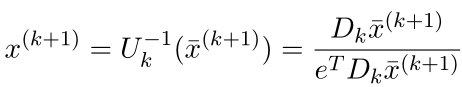 $x^{(k+1)} = U_k^{-1}(\bar{x}^{(k+1)}) = \frac{D_k \bar{x}^{(k+1)}}{e^T D_k \bar{x}^{(k+1)}}$